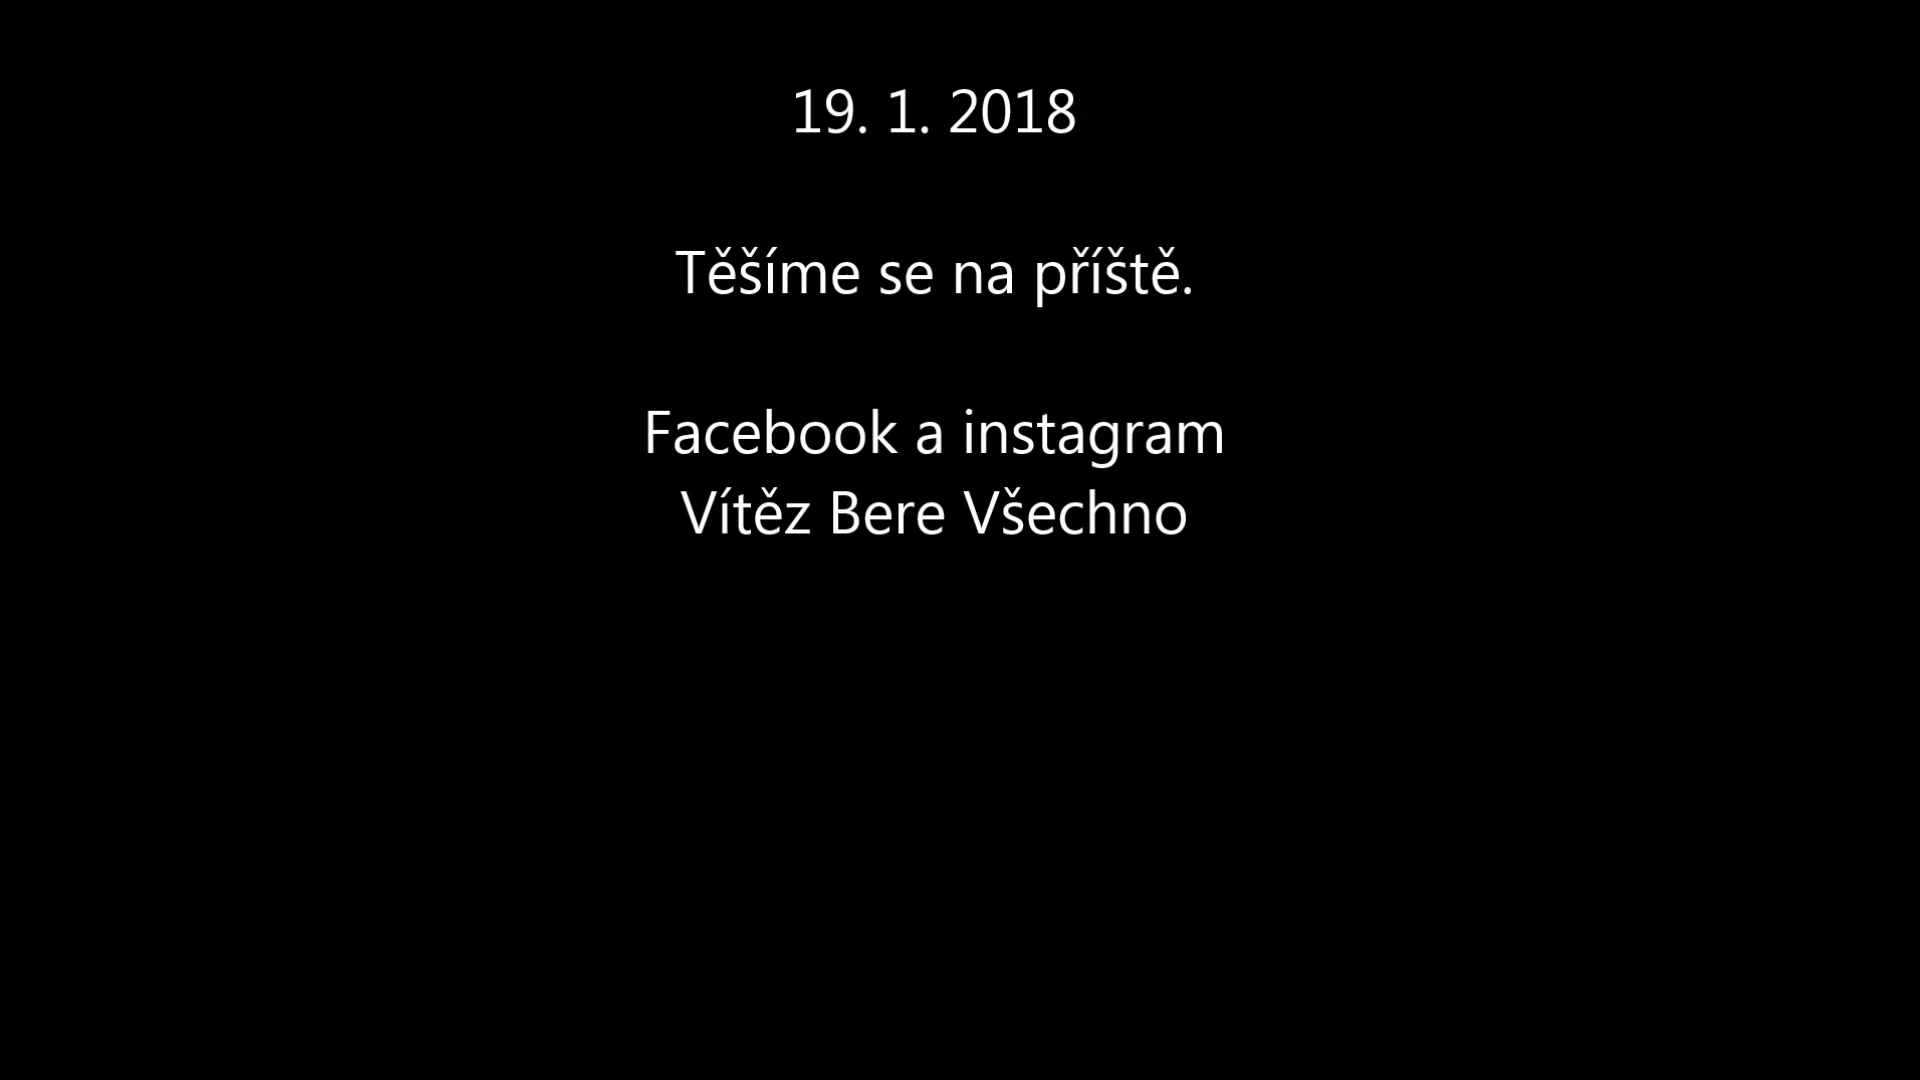 19. 1. 2018
Těšíme se na příště.
Facebook a instagram
Vítěz Bere Všechno